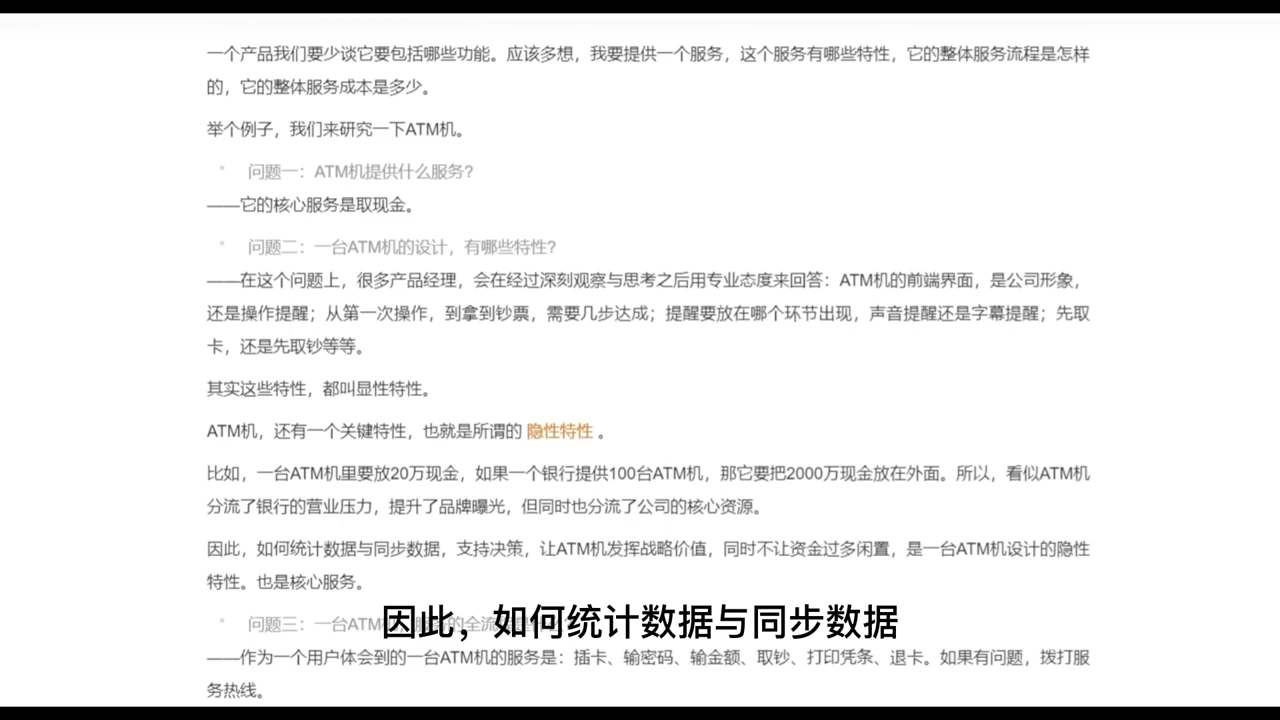 一个产品我们要少谈它要包括哪些功能。应该多想，我要提供一个服务，这个服务有哪些特性，它的整体服务流程是怎样
的，它的整体服务成本是多少。
举个例子，我们来研究一下ATM机。
问题一：ATM机提供什么服务?
——它的核心服务是取现金。
问题二：一台ATM机的设计，有哪些特性?
——在这个问题上，很多产品经理，会在经过深刻观察与思考之后用专业态度来回答：ATM机的前端界面，是公司形象，
还是操作提醒；从第一次操作，到拿到钞票，需要几步达成；提醒要放在哪个环节出现，声音提醒还是字幕提醒；先取
卡，还是先取钞等等。
其实这些特性，都叫显性特性。
ATM机，还有一个关键特性，也就是所谓的 隐性特性 。
比如，一台ATM机里要放20万现金，如果一个银行提供100台ATM机，那它要把2000万现金放在外面。所以，看似ATM机
分流了银行的营业压力，提升了品牌曝光，但同时也分流了公司的核心资源。
因此，如何统计数据与同步数据，支持决策，让ATM机发挥战略价值，同时不让资金过多闲置，是一台ATM机设计的隐性
特性。也是核心服务。
问题三：一台ATM 的全流
因此，如何统计数据与同步数据
——作为一个用户体会到的一台ATM机的服务是：插卡、输密码、输金额、取钞、打印凭条、退卡。如果有问题，拨打服
务热线。